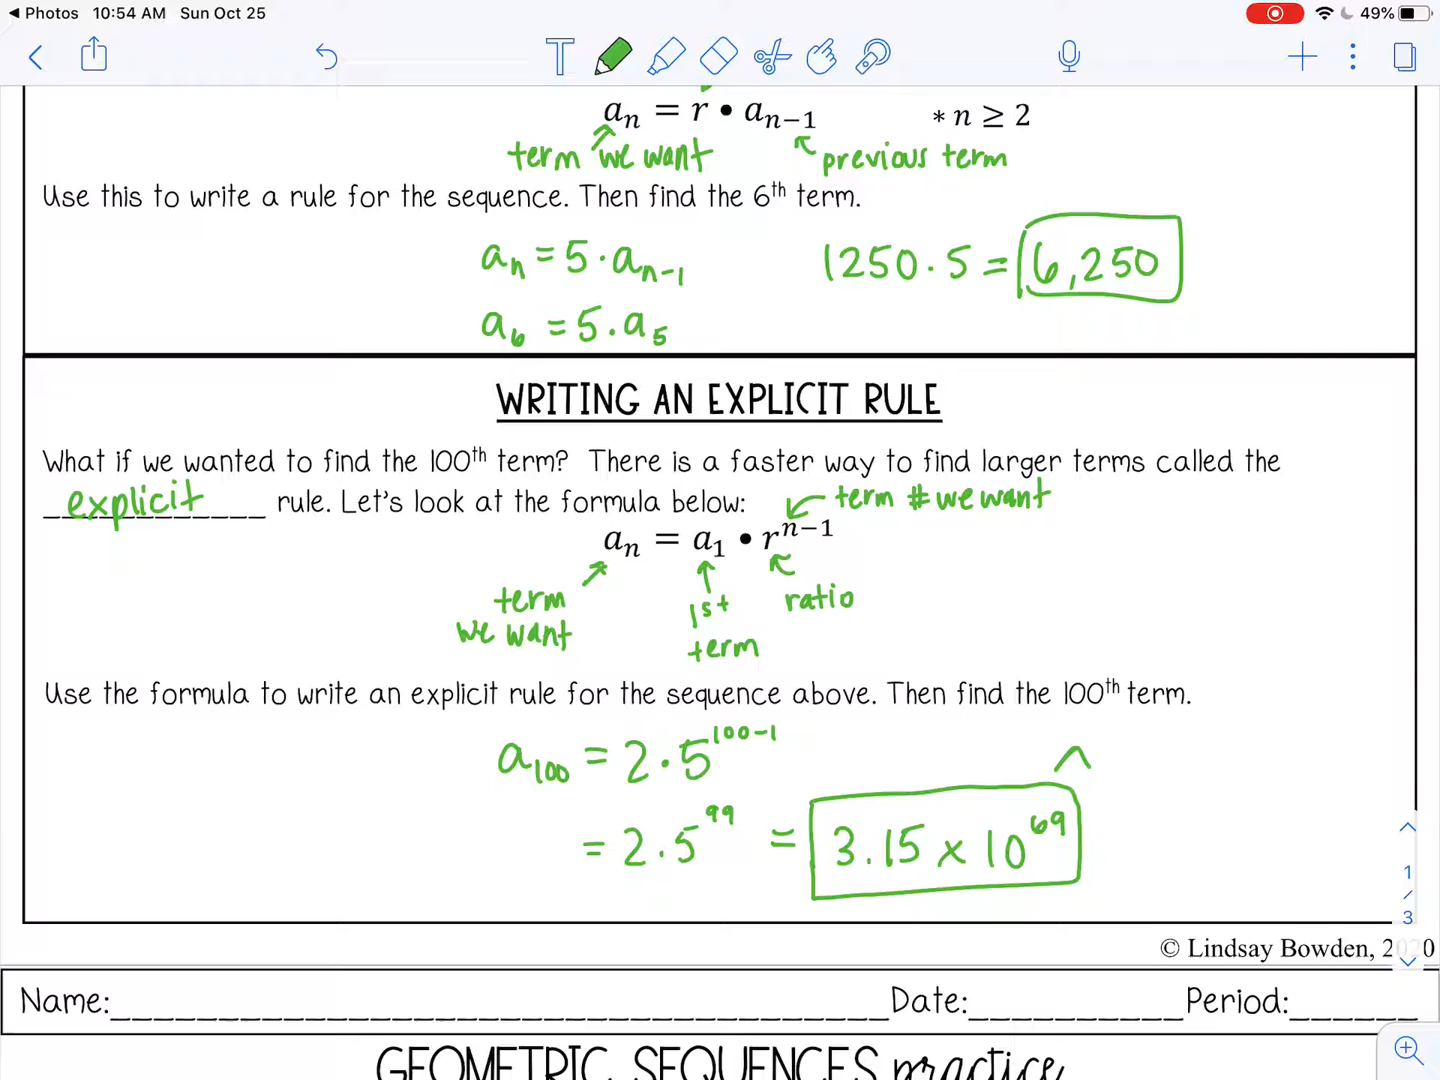 Photos 10:54 AM Sun Oct 25 49%
aₙ = r • aₙ₋₁ * n ≥ 2
term we want previous term
Use this to write a rule for the sequence. Then find the 6th term.
aₙ = 5 · aₙ₋₁ 1250 · 5 = 6,250
a₆ = 5 · a₅
WRITING AN EXPLICIT RULE
What if we wanted to find the 100th term? There is a faster way to find larger terms called the
explicit rule. Let's look at the formula below:
term # we want
aₙ = a₁ • rⁿ⁻¹
term we want
1st term
ratio
Use the formula to write an explicit rule for the sequence above. Then find the 100th term.
a₁₀₀ = 2 · 5¹⁰⁰⁻¹
= 2 · 5⁹⁹ = 3.15 x 10⁶⁹
^
1 / 3
© Lindsay Bowden, 2020
Name:____ Date:____ Period:____
GEOMETRIC SEQUENCES practice